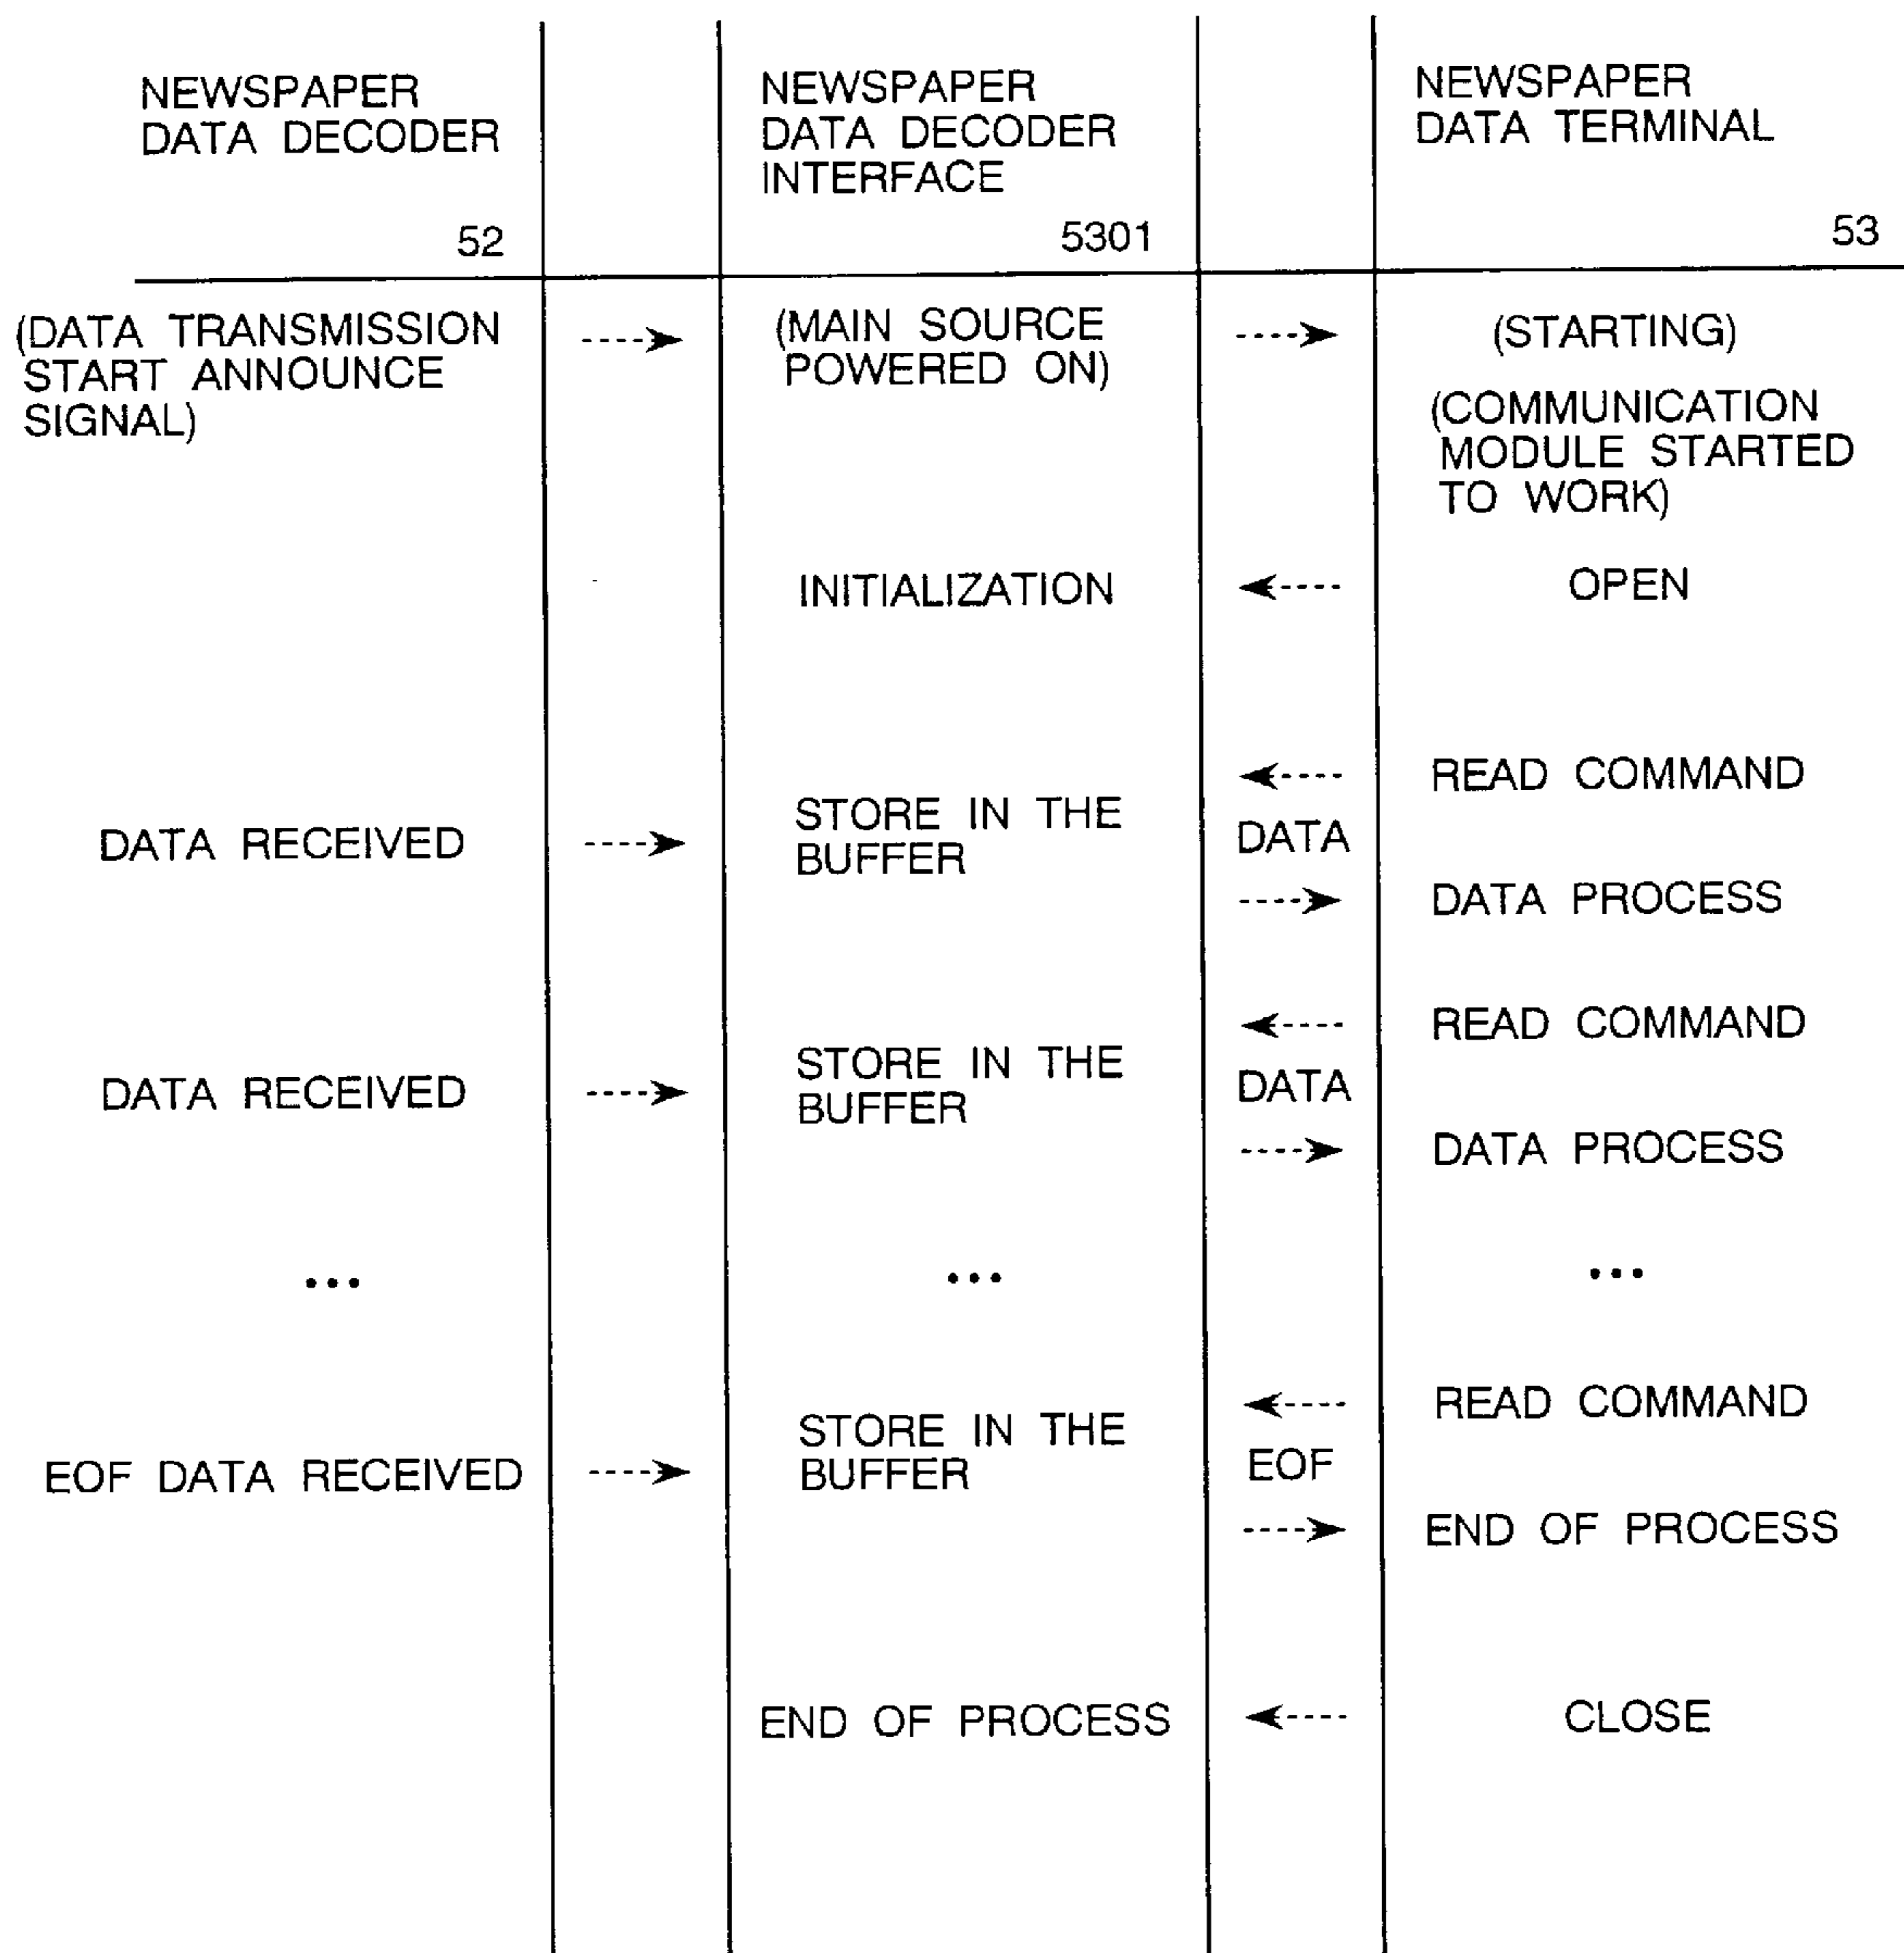 NEWSPAPER
DATA DECODER
52
NEWSPAPER
DATA DECODER
INTERFACE
5301
NEWSPAPER
DATA TERMINAL
53
(DATA TRANSMISSION
START ANNOUNCE
SIGNAL)
(MAIN SOURCE
POWERED ON)
(STARTING)
(COMMUNICATION
MODULE STARTED
TO WORK)
INITIALIZATION
OPEN
READ COMMAND
DATA RECEIVED
STORE IN THE
BUFFER
DATA
DATA PROCESS
READ COMMAND
DATA RECEIVED
STORE IN THE
BUFFER
DATA
DATA PROCESS
•••
•••
•••
READ COMMAND
EOF DATA RECEIVED
STORE IN THE
BUFFER
EOF
END OF PROCESS
END OF PROCESS
CLOSE